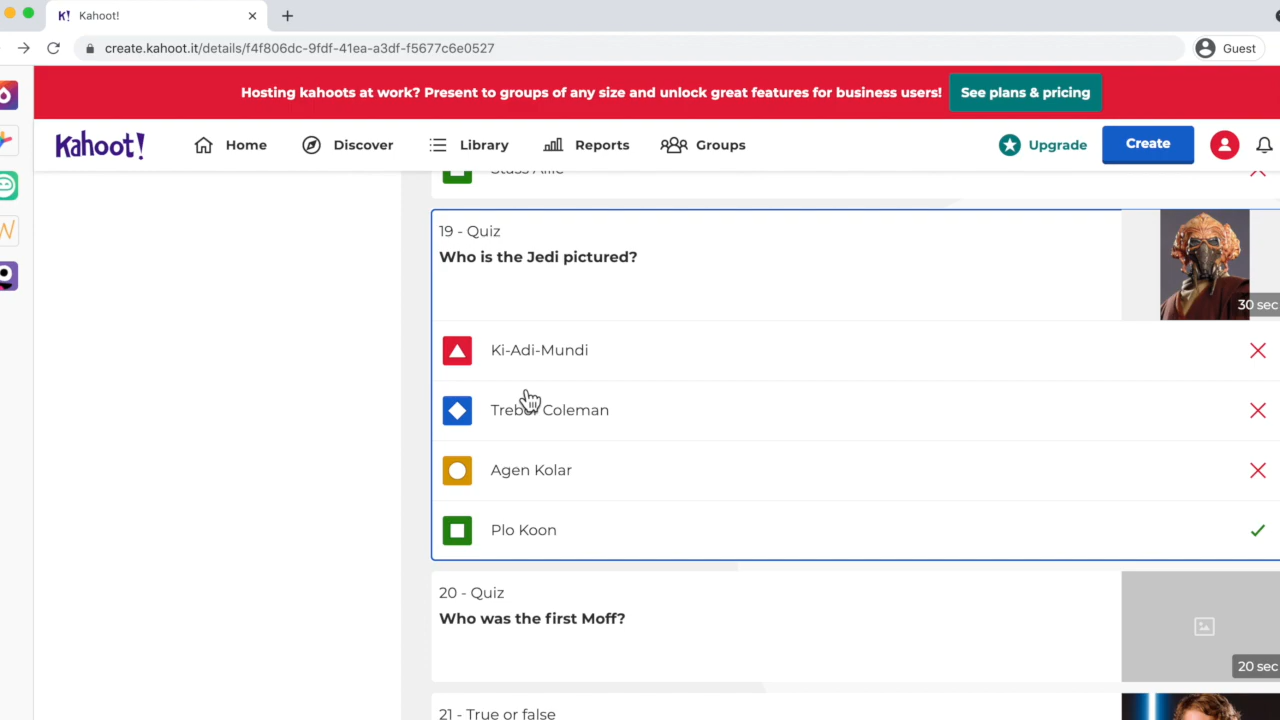 K! Kahoot!
create.kahoot.it/details/f4f806dc-9fdf-41ea-a3df-f5677c6e0527
Guest
Hosting kahoots at work? Present to groups of any size and unlock great features for business users!
See plans & pricing
Kahoot!
Home
Discover
Library
Reports
Groups
Upgrade
Create
19 - Quiz
Who is the Jedi pictured?
30 sec
Ki-Adi-Mundi
Trebor Coleman
Agen Kolar
Plo Koon
20 - Quiz
Who was the first Moff?
20 sec
21 - True or false